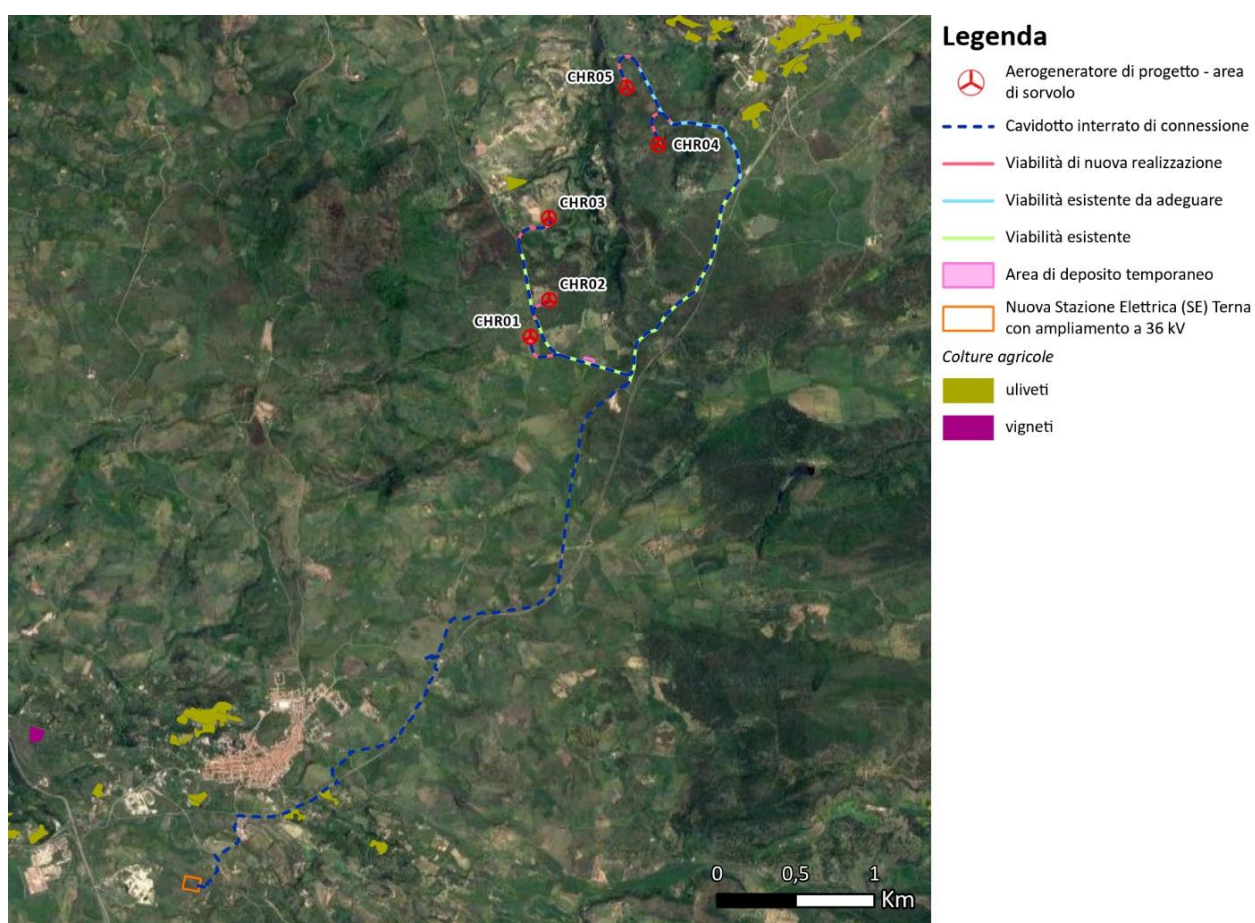 CHR05
CHR04
CHR03
CHR02
CHR01
0 0,5 1
Km
Legenda
Aerogeneratore di progetto - area
di sorvolo
Cavidotto interrato di connessione
Viabilità di nuova realizzazione
Viabilità esistente da adeguare
Viabilità esistente
Area di deposito temporaneo
Nuova Stazione Elettrica (SE) Terna
con ampliamento a 36 kV
Colture agricole
uliveti
vigneti